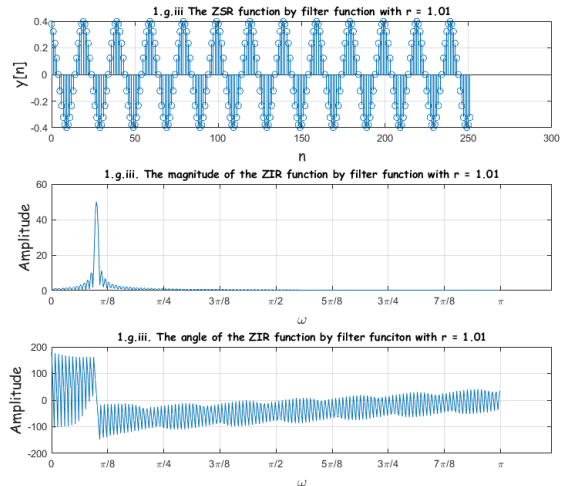 1.g.iii The ZSR function by filter function with r = 1.01
0.4
0.2
0
-0.2
-0.4
y[n]
0 50 100 150 200 250 300
n
1.g.iii. The magnitude of the ZIR function by filter function with r = 1.01
60
40
20
0
Amplitude
0 π/8 π/4 3π/8 π/2 5π/8 3π/4 7π/8 π
ω
1.g.iii. The angle of the ZIR function by filter funciton with r = 1.01
200
100
0
-100
-200
Amplitude
0 π/8 π/4 3π/8 π/2 5π/8 3π/4 7π/8 π
ω